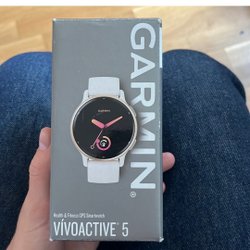 GARMIN
Health & Fitness GPS Smartwatch
VÍVOACTIVE 5